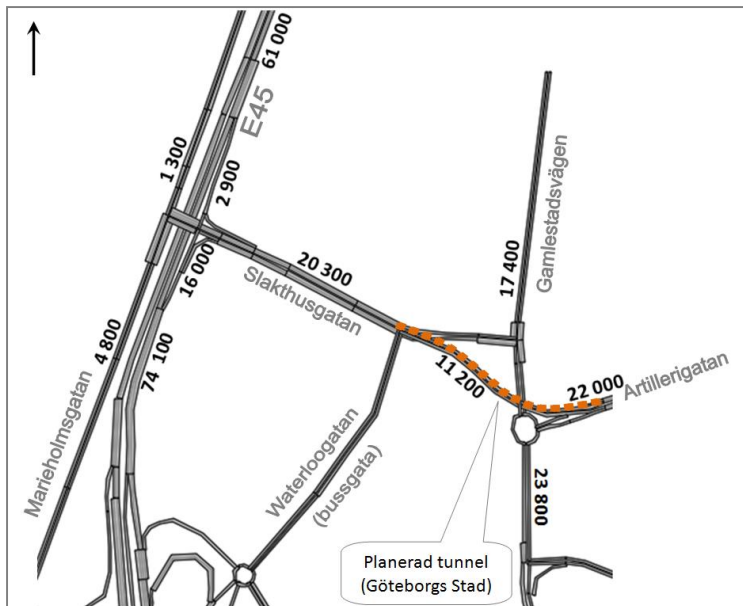 61 000
E45
1 300
2 900
16 000
20 300
Slakthusgatan
17 400
Gamlestadsvägen
4 800
74 100
Marieholmsgatan
11 200
22 000
Artillerigatan
Waterloogatan
(bussgata)
23 800
Planerad tunnel
(Göteborgs Stad)